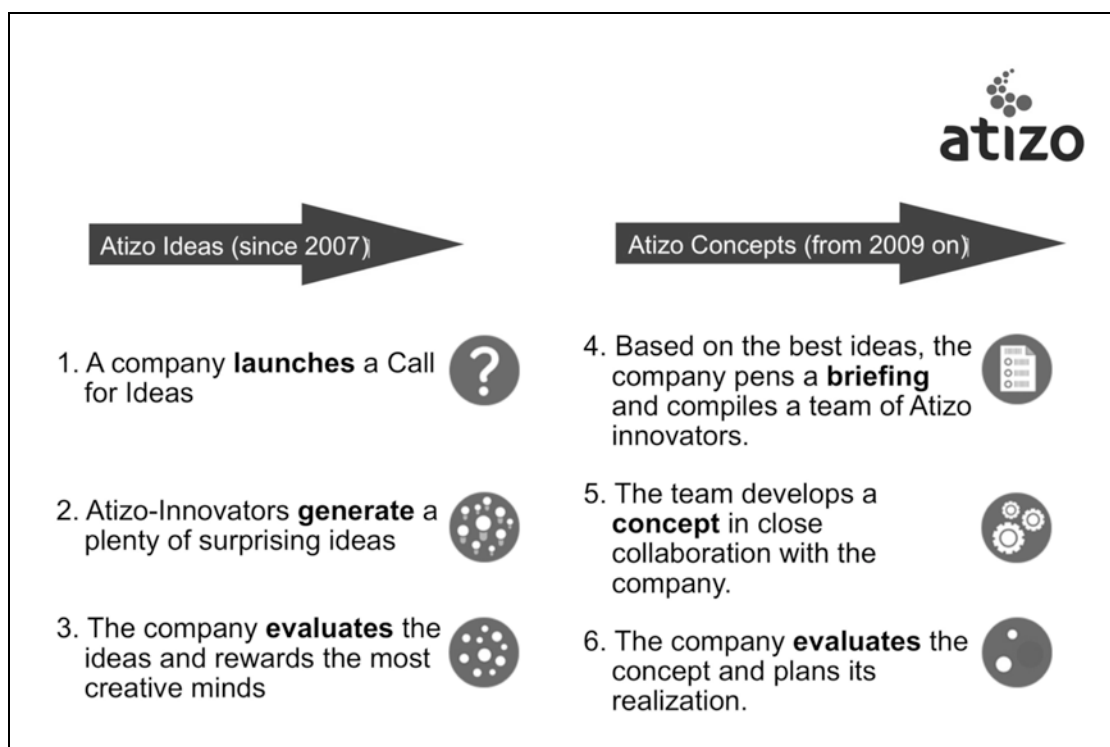 atizo
Atizo Ideas (since 2007)
1. A company launches a Call
for Ideas
2. Atizo-Innovators generate a
plenty of surprising ideas
3. The company evaluates the
ideas and rewards the most
creative minds
Atizo Concepts (from 2009 on)
4. Based on the best ideas, the
company pens a briefing
and compiles a team of Atizo
innovators.
5. The team develops a
concept in close
collaboration with the
company.
6. The company evaluates the
concept and plans its
realization.